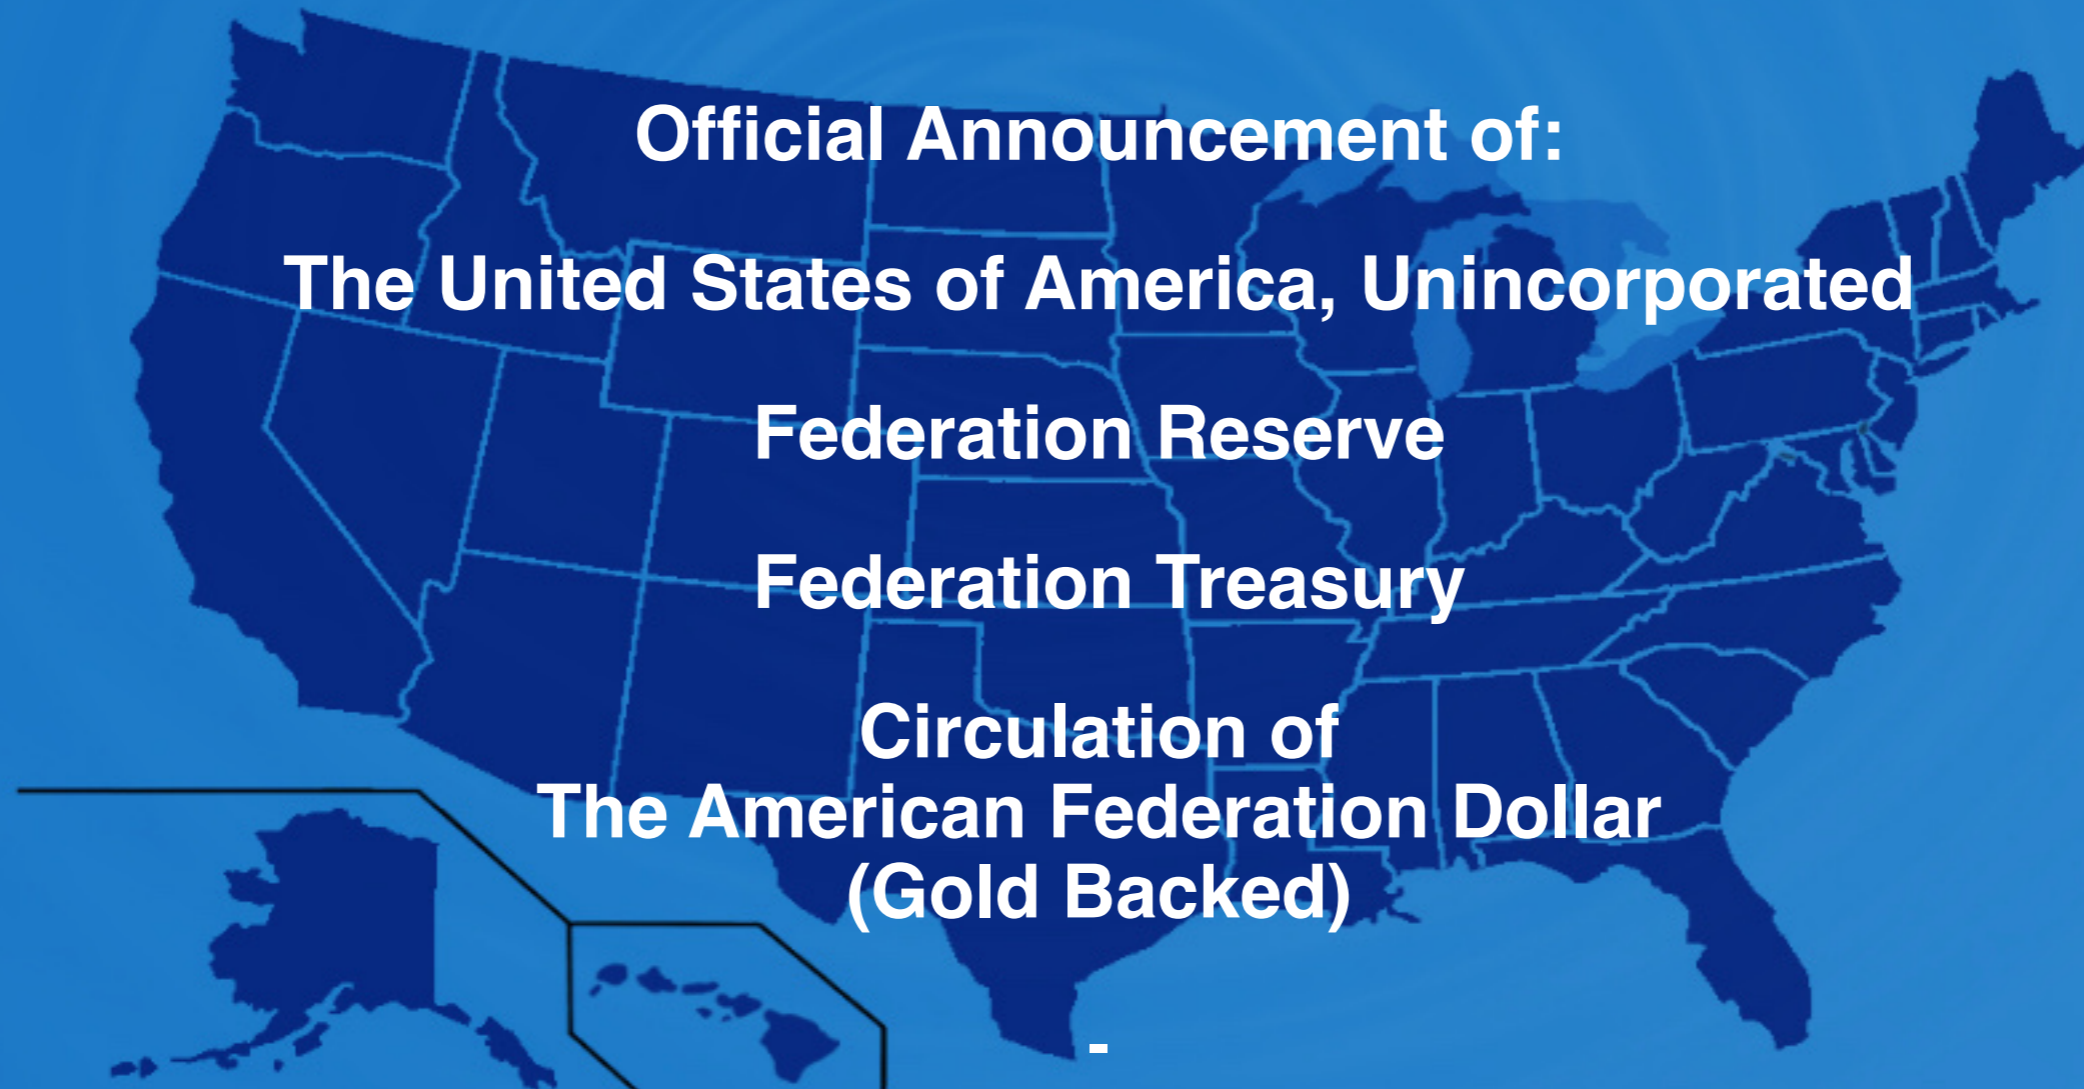 Official Announcement of:
The United States of America, Unincorporated
Federation Reserve
Federation Treasury
Circulation of
The American Federation Dollar
(Gold Backed)
-